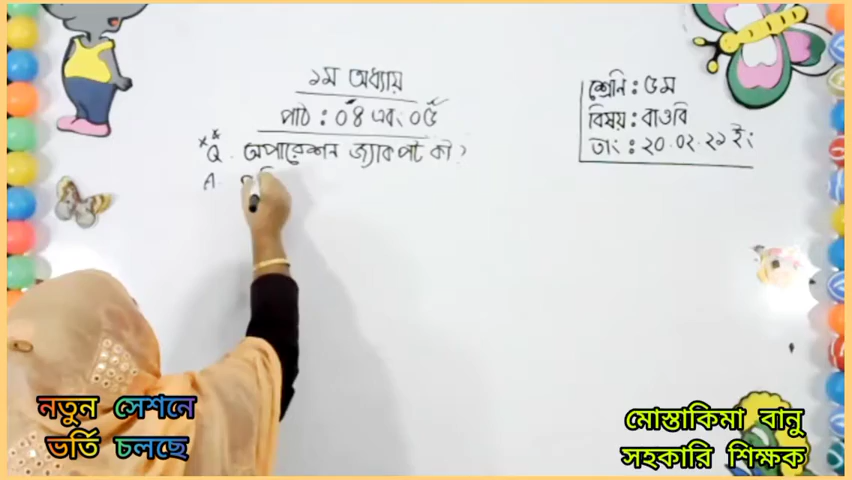 ১ম অধ্যায়
পাঠ : ০৪ এবং ০৫
Q. অপারেশন জ্যাকপট কী ?
A.
শ্রেণি : ৫ম
বিষয় : বাওবি
তাং : ২০.০২.২১ ইং
নতুন সেশনে
ভর্তি চলছে
মোস্তাকিমা বানু
সহকারি শিক্ষক